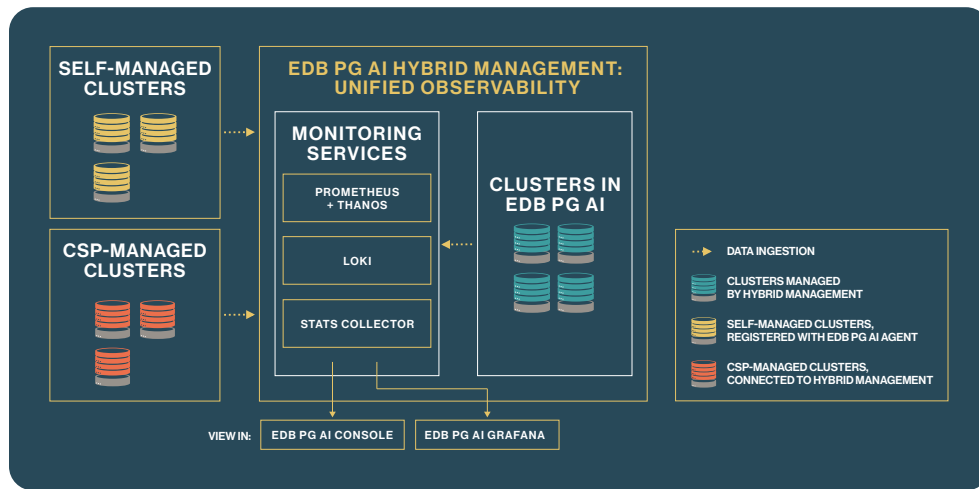 SELF-MANAGED
CLUSTERS
EDB PG AI HYBRID MANAGEMENT:
UNIFIED OBSERVABILITY
MONITORING
SERVICES
PROMETHEUS
+ THANOS
LOKI
STATS COLLECTOR
CLUSTERS IN
EDB PG AI
CSP-MANAGED
CLUSTERS
DATA INGESTION
CLUSTERS MANAGED
BY HYBRID MANAGEMENT
SELF-MANAGED CLUSTERS,
REGISTERED WITH EDB PG AI AGENT
CSP-MANAGED CLUSTERS,
CONNECTED TO HYBRID MANAGEMENT
VIEW IN:
EDB PG AI CONSOLE
EDB PG AI GRAFANA